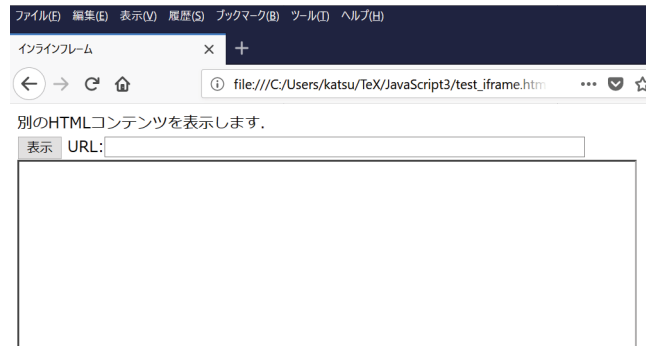 ファイル(F) 編集(E) 表示(V) 履歴(S) ブックマーク(B) ツール(T) ヘルプ(H)
インラインフレーム
file:///C:/Users/katsu/TeX/JavaScript3/test_iframe.htm
別のHTMLコンテンツを表示します.
表示 URL: